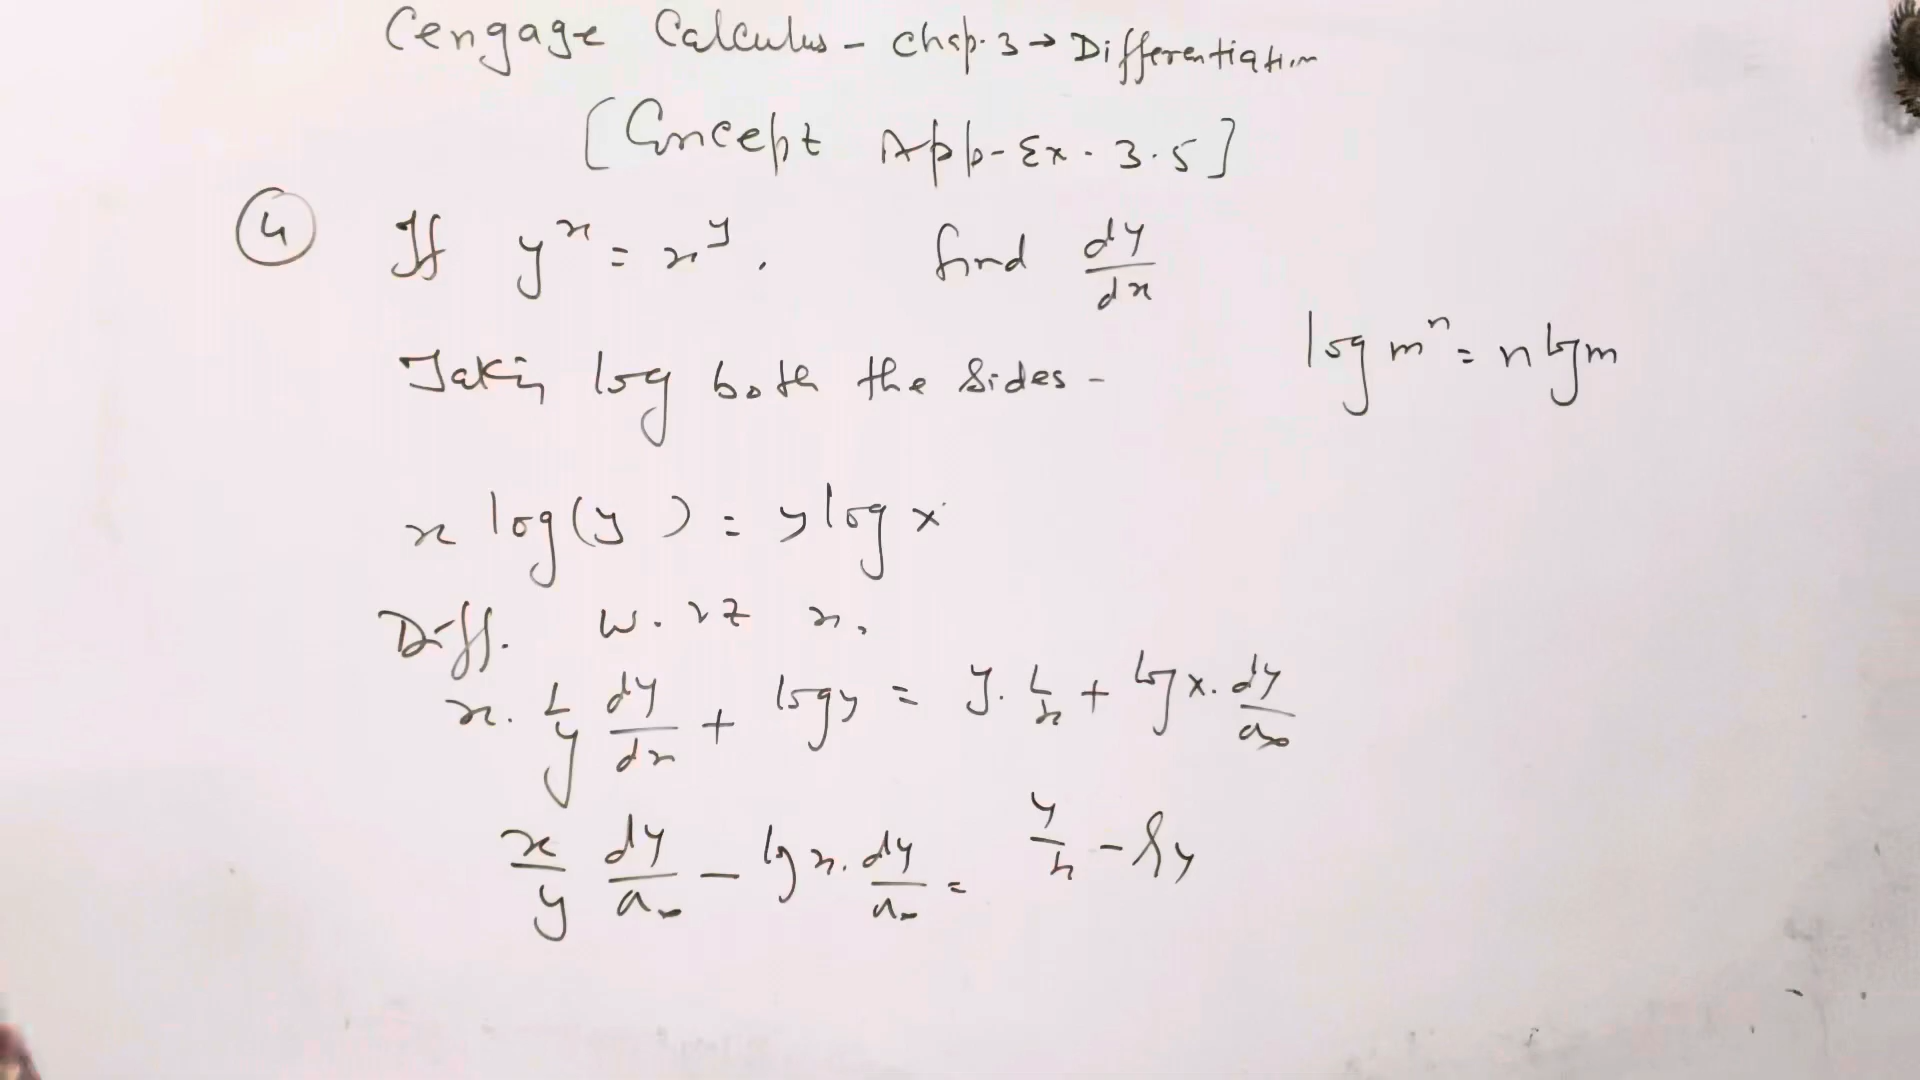 Cengage Calculus - Chap. 3 → Differentiation
[Concept App- Ex. 3.5]
④ If y^x = x^y, find dy/dx
Taking log both the sides -
log m^n = n log m
x log(y) = y log x
Diff. w.r.t x,
x. 1/y dy/dx + log y = y. 1/x + log x. dy/dx
x/y dy/dx - log x. dy/dx = y/x - log y